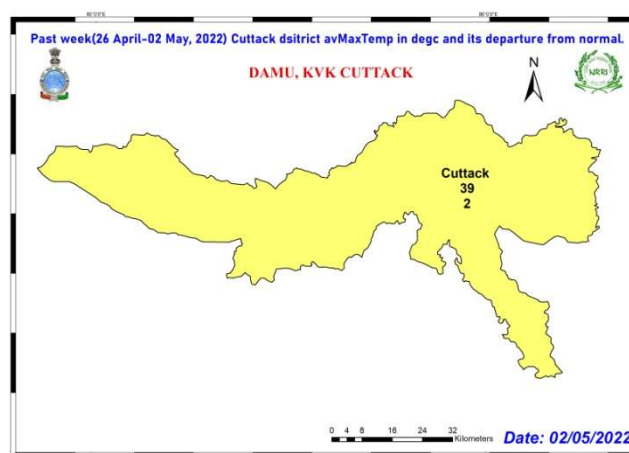 Past week(26 April-02 May, 2022) Cuttack dsitrict avMaxTemp in degc and its departure from normal.
DAMU, KVK CUTTACK
N
NRRI
Cuttack
39
2
0 4 8 16 24 32
Kilometers
Date: 02/05/2022